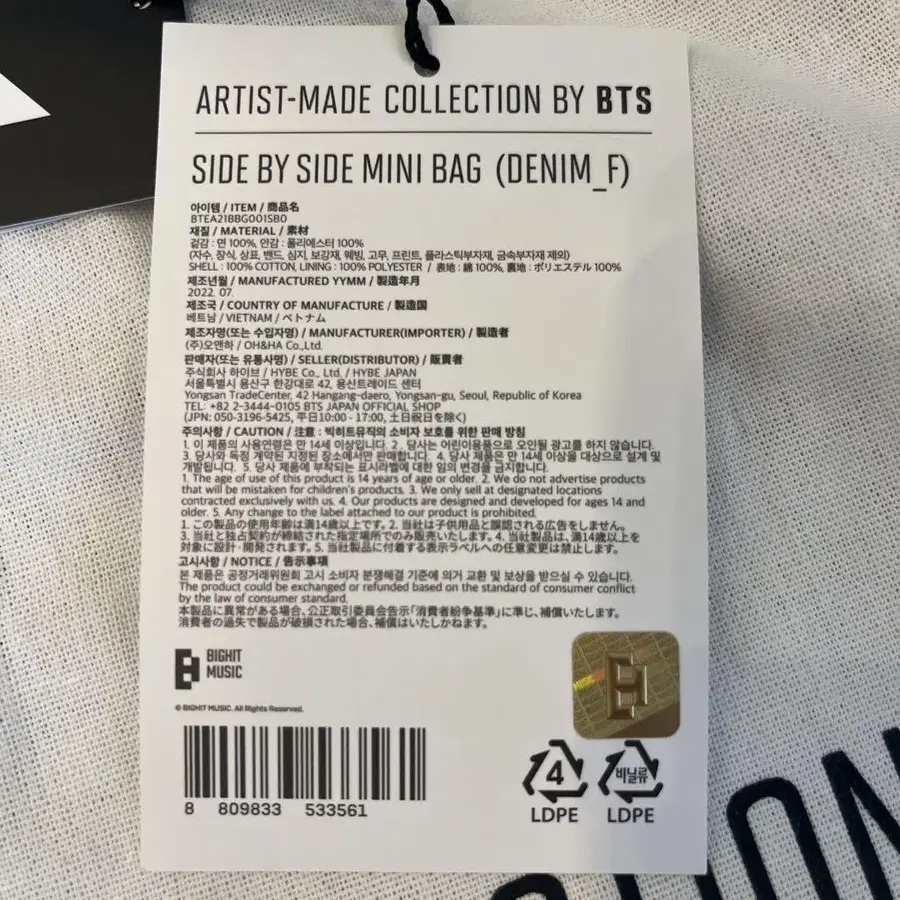 ARTIST-MADE COLLECTION BY BTS
SIDE BY SIDE MINI BAG (DENIM_F)
아이템 / ITEM / 商品名
BTEA21BBG001SB0
재질 / MATERIAL / 素材
겉감 : 면 100%, 안감 : 폴리에스터 100%
(자수, 장식, 상표, 밴드, 심지, 보강재, 웨빙, 고무, 프린트, 플라스틱부자재, 금속부자재 제외)
SHELL : 100% COTTON, LINING : 100% POLYESTER / 表地 : 綿 100%, 裏地 : ポリエステル 100%
제조년월 / MANUFACTURED YYMM / 製造年月
2022. 07.
제조국 / COUNTRY OF MANUFACTURE / 製造国
베트남 / VIETNAM / ベトナム
제조자명(또는 수입자명) / MANUFACTURER(IMPORTER) / 製造者
(주)오앤하 / OH&HA Co.,Ltd.
판매자(또는 유통사명) / SELLER(DISTRIBUTOR) / 販賣者
주식회사 하이브 / HYBE Co., Ltd. / HYBE JAPAN
서울특별시 용산구 한강대로 42, 용산트레이드 센터
Yongsan TradeCenter, 42 Hangang-daero, Yongsan-gu, Seoul, Republic of Korea
TEL: +82 2-3444-0105 BTS JAPAN OFFICIAL SHOP
(JPN: 050-3196-5425, 平日10:00 - 17:00, 土日祝日を除く)
주의사항 / CAUTION / 注意 : 빅히트뮤직의 소비자 보호를 위한 판매 방침
1. 이 제품의 사용연령은 만 14세 이상입니다. 2. 당사는 어린이용품으로 오인될 광고를 하지 않습니다.
3. 당사와 독점 계약된 지정된 장소에서만 판매합니다. 4. 당사 제품은 만 14세 이상을 대상으로 설계 및
개발됩니다. 5. 당사 제품에 부착되는 표시라벨에 대한 임의 변경을 금지합니다.
1. The age of use of this product is 14 years of age or older. 2. We do not advertise products
that will be mistaken for children's products. 3. We only sell at designated locations
contracted exclusively with us. 4. Our products are designed and developed for ages 14 and
older. 5. Any change to the label attached to our product is prohibited.
1. この製品の使用年齢は満14歳以上です。2. 当社は子供用品と誤認される広告をしません。
3. 当社と独占契約が締結された指定場所でのみ販売します。4. 当社製品は、満14歳以上を
対象に設計・開発されます。5. 当社製品に付着する表示ラベルへの任意変更は禁止します。
고시사항 / NOTICE / 告示事項
본 제품은 공정거래위원회 고시 소비자 분쟁해결 기준에 의거 교환 및 보상을 받으실 수 있습니다.
The product could be exchanged or refunded based on the standard of consumer conflict
by the law of consumer standard.
本製品に異常がある場合、公正取引委員会告示「消費者紛争基準」に準じ、補償いたします。
消費者の過失で製品が破損された場合、補償はいたしかねます。
BIGHIT
MUSIC
© BIGHIT MUSIC. All Rights Reserved.
8 809833 533561
4
LDPE
비닐류
LDPE